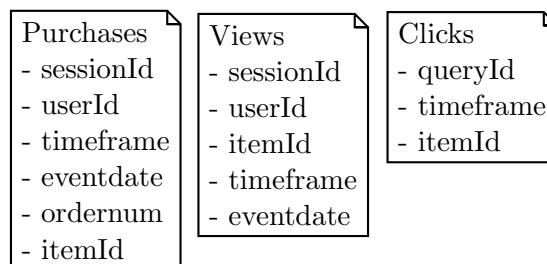 Purchases
- sessionId
- userId
- timeframe
- eventdate
- ordernum
- itemId
Views
- sessionId
- userId
- itemId
- timeframe
- eventdate
Clicks
- queryId
- timeframe
- itemId